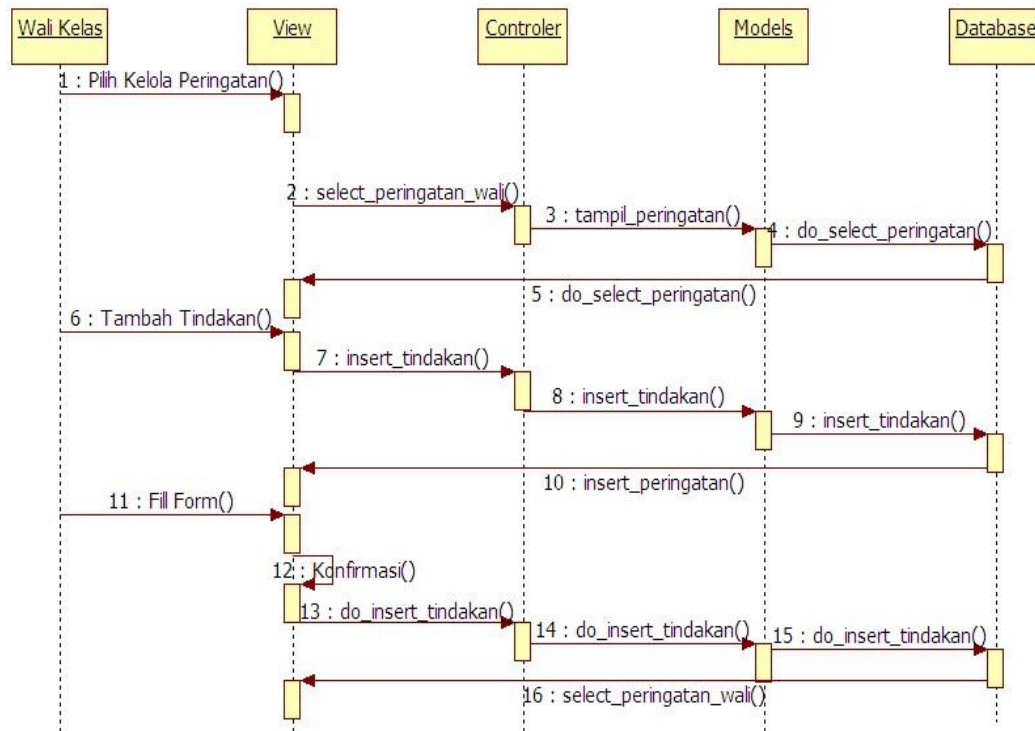 Wali Kelas
View
Controler
Models
Database
1 : Pilih Kelola Peringatan()
2 : select_peringatan_wali()
3 : tampil_peringatan()
4 : do_select_peringatan()
5 : do_select_peringatan()
6 : Tambah Tindakan()
7 : insert_tindakan()
8 : insert_tindakan()
9 : insert_tindakan()
10 : insert_peringatan()
11 : Fill Form()
12 : Konfirmasi()
13 : do_insert_tindakan()
14 : do_insert_tindakan()
15 : do_insert_tindakan()
16 : select_peringatan_wali()